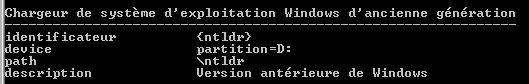 Chargeur de système d'exploitation Windows d'ancienne génération
-----------------------------------------------------------------
identificateur          {ntldr}
device                  partition=D:
path                    \ntldr
description             Version antérieure de Windows